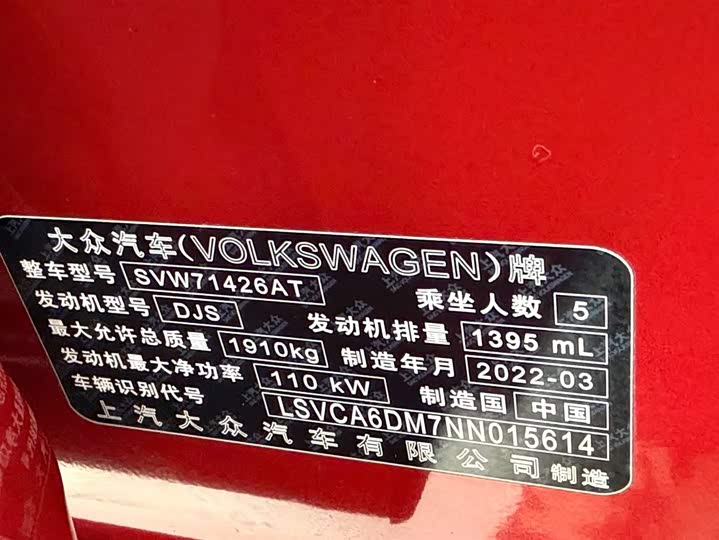 大众汽车(VOLKSWAGEN)牌
整车型号 SVW71426AT 乘坐人数 5
发动机型号 DJS 发动机排量 1395 mL
最大允许总质量 1910kg 制造年月 2022-03
发动机最大净功率 110 kW 制造国 中国
车辆识别代号 LSVCA6DM7NN015614
上汽大众汽车有限公司制造